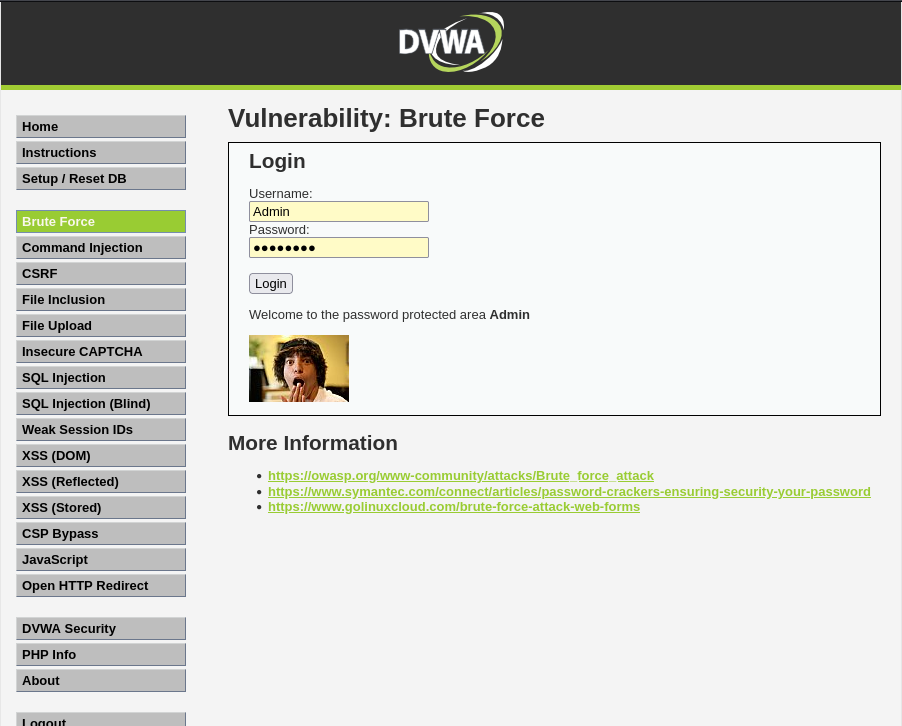 DVWA
Home
Instructions
Setup / Reset DB
Brute Force
Command Injection
CSRF
File Inclusion
File Upload
Insecure CAPTCHA
SQL Injection
SQL Injection (Blind)
Weak Session IDs
XSS (DOM)
XSS (Reflected)
XSS (Stored)
CSP Bypass
JavaScript
Open HTTP Redirect
DVWA Security
PHP Info
About
Logout
Vulnerability: Brute Force
Login
Username:
Admin
Password:
●●●●●●●●
Login
Welcome to the password protected area Admin
More Information
• https://owasp.org/www-community/attacks/Brute_force_attack
• https://www.symantec.com/connect/articles/password-crackers-ensuring-security-your-password
• https://www.golinuxcloud.com/brute-force-attack-web-forms